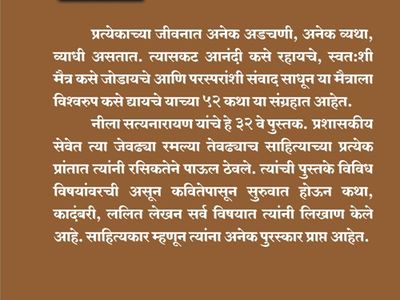 प्रत्येकाच्या जीवनात अनेक अडचणी, अनेक व्यथा,
व्याधी असतात. त्यासकट आनंदी कसे रहायचे, स्वत:शी
मैत्र कसे जोडायचे आणि परस्परांशी संवाद साधून या मैत्राला
विश्वरुप कसे द्यायचे याच्या ५२ कथा या संग्रहात आहेत.
नीला सत्यनारायण यांचे हे ३२ वे पुस्तक. प्रशासकीय
सेवेत त्या जेवढ्या रमल्या तेवढ्याच साहित्याच्या प्रत्येक
प्रांतात त्यांनी रसिकतेने पाऊल ठेवले. त्यांची पुस्तके विविध
विषयांवरची असून कवितेपासून सुरुवात होऊन कथा,
कादंबरी, ललित लेखन सर्व विषयात त्यांनी लिखाण केले
आहे. साहित्यकार म्हणून त्यांना अनेक पुरस्कार प्राप्त आहेत.